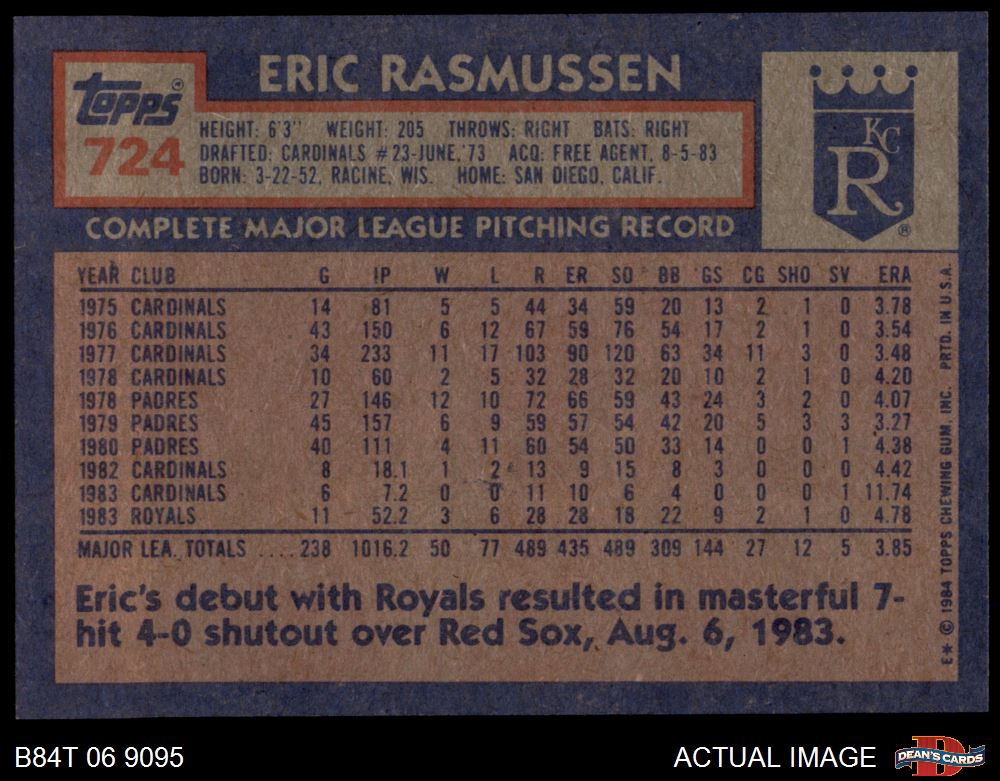 ERIC RASMUSSEN
Topps®
724
HEIGHT: 6'3" WEIGHT: 205 THROWS: RIGHT BATS: RIGHT
DRAFTED: CARDINALS #23-JUNE,'73 ACQ: FREE AGENT, 8-5-83
BORN: 3-22-52, RACINE, WIS. HOME: SAN DIEGO, CALIF.
KC
R
®
COMPLETE MAJOR LEAGUE PITCHING RECORD
YEAR CLUB G IP W L R ER SO BB GS CG SHO SV ERA
1975 CARDINALS 14 81 5 5 44 34 59 20 13 2 1 0 3.78
1976 CARDINALS 43 150 6 12 67 59 76 54 17 2 1 0 3.54
1977 CARDINALS 34 233 11 17 103 90 120 63 34 11 3 0 3.48
1978 CARDINALS 10 60 2 5 32 28 32 20 10 2 1 0 4.20
1978 PADRES 27 146 12 10 72 66 59 43 24 3 2 0 4.07
1979 PADRES 45 157 6 9 59 57 54 42 20 5 3 3 3.27
1980 PADRES 40 111 4 11 60 54 50 33 14 0 0 1 4.38
1982 CARDINALS 8 18.1 1 2 13 9 15 8 3 0 0 0 4.42
1983 CARDINALS 6 7.2 0 0 11 10 6 4 0 0 0 1 11.74
1983 ROYALS 11 52.2 3 6 28 28 18 22 9 2 1 0 4.78
MAJOR LEA. TOTALS ....238 1016.2 50 77 489 435 489 309 144 27 12 5 3.85
Eric's debut with Royals resulted in masterful 7-
hit 4-0 shutout over Red Sox, Aug. 6, 1983.
E* © 1984 TOPPS CHEWING GUM, INC. PRTD. IN U.S.A.
B84T 06 9095
ACTUAL IMAGE
D
DEAN'S CARDS